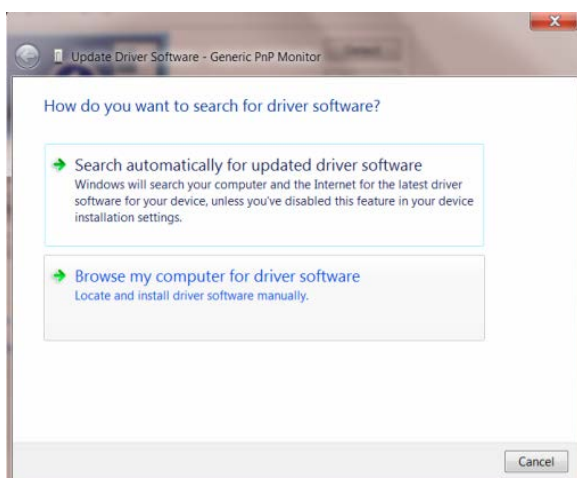 Update Driver Software - Generic PnP Monitor
How do you want to search for driver software?
Search automatically for updated driver software
Windows will search your computer and the Internet for the latest driver
software for your device, unless you've disabled this feature in your device
installation settings.
Browse my computer for driver software
Locate and install driver software manually.
Cancel